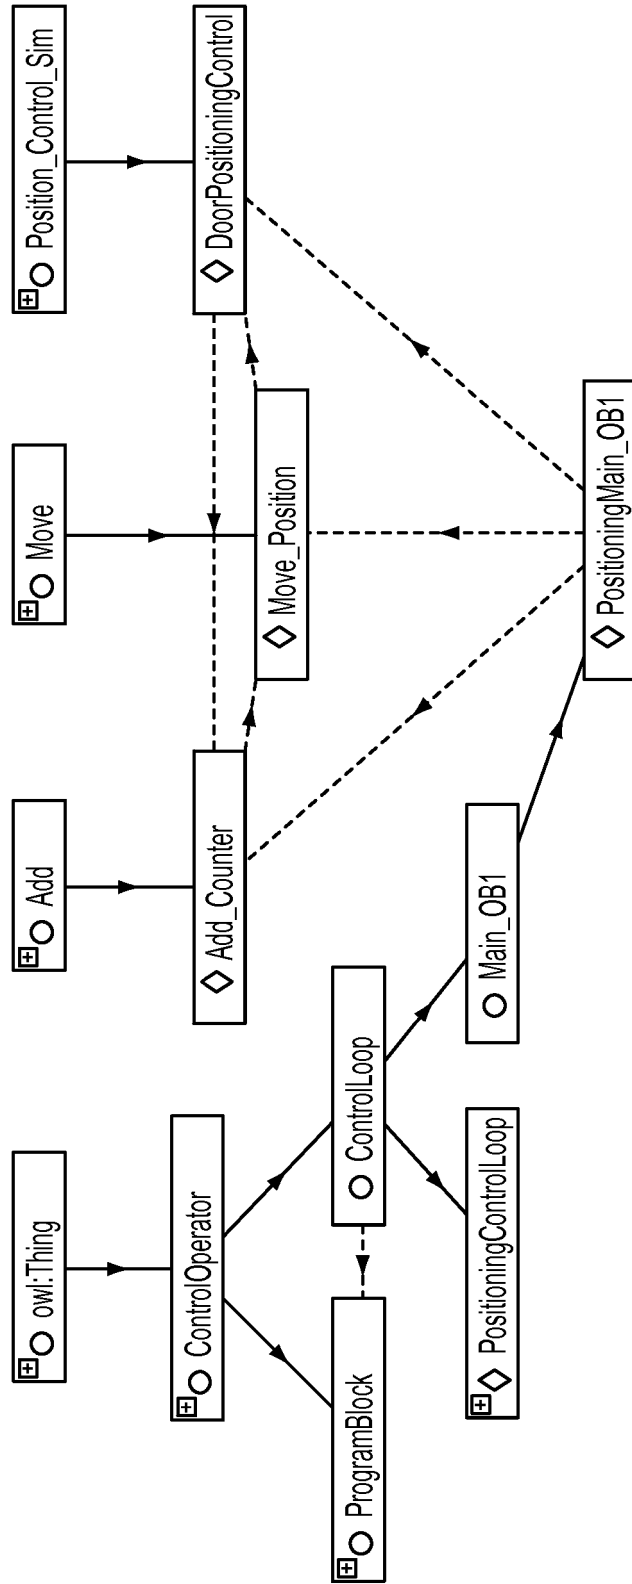 owl:Thing
Add
Move
Position_Control_Sim
ControlOperator
Add_Counter
DoorPositioningControl
Move_Position
ProgramBlock
ControlLoop
PositioningControlLoop
Main_OB1
PositioningMain_OB1